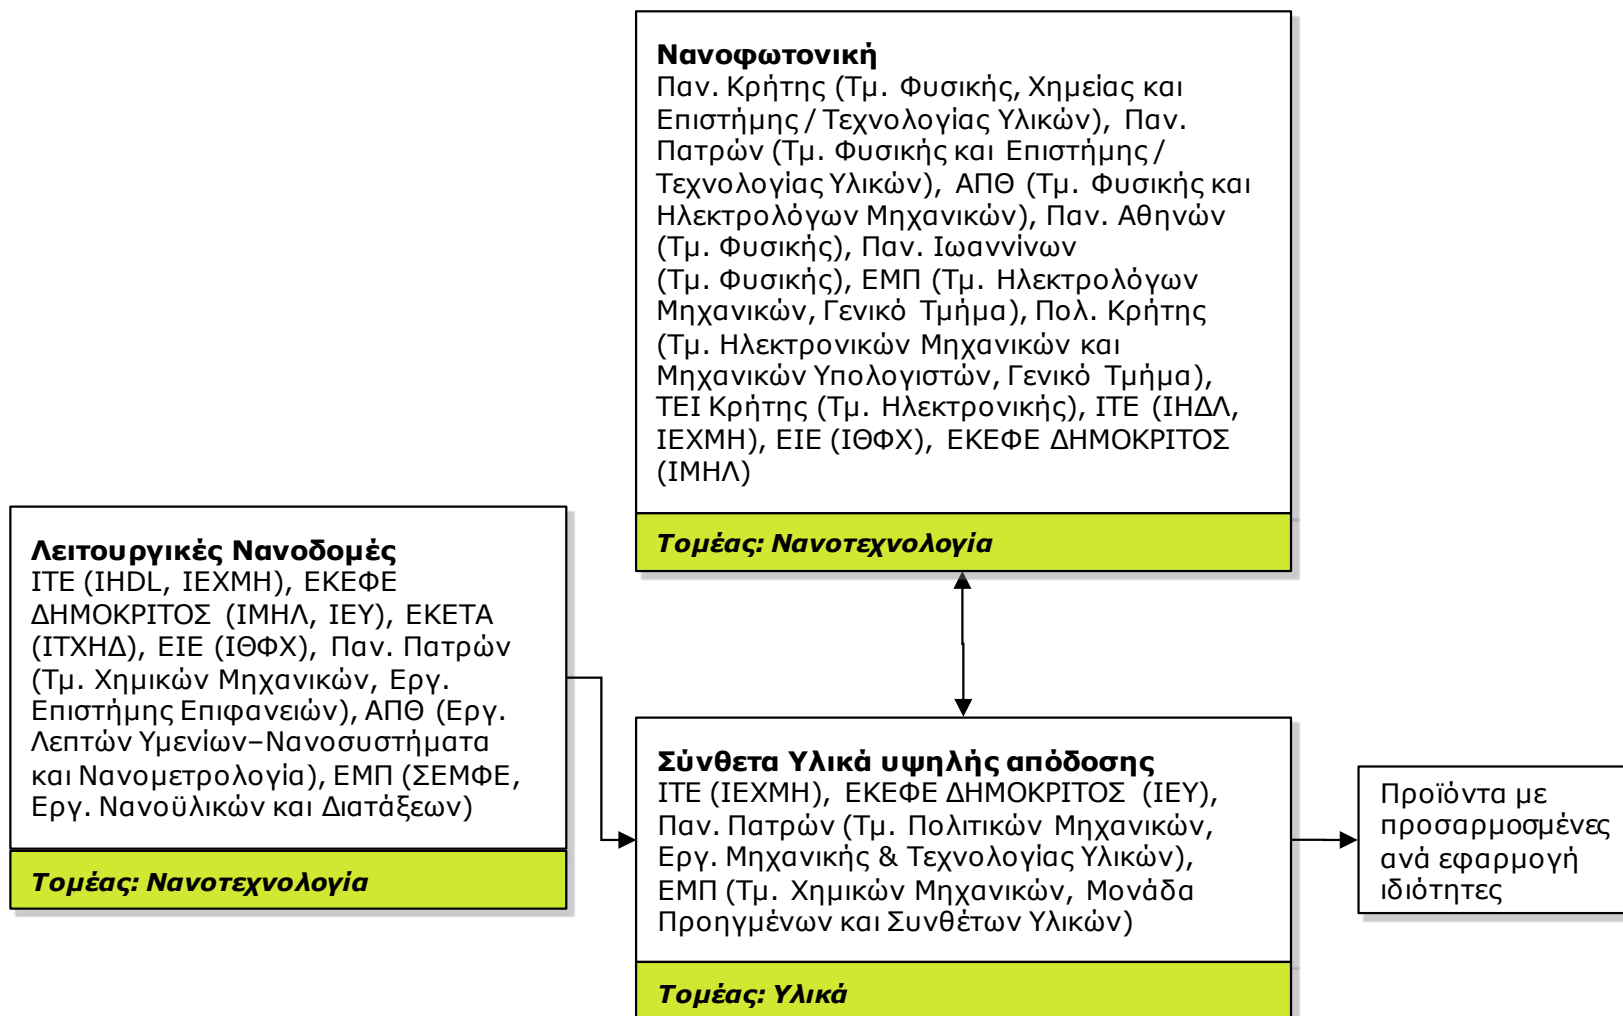 Νανοφωτονική
Παν. Κρήτης (Τμ. Φυσικής, Χημείας και
Επιστήμης / Τεχνολογίας Υλικών), Παν.
Πατρών (Τμ. Φυσικής και Επιστήμης /
Τεχνολογίας Υλικών), ΑΠΘ (Τμ. Φυσικής και
Ηλεκτρολόγων Μηχανικών), Παν. Αθηνών
(Τμ. Φυσικής), Παν. Ιωαννίνων
(Τμ. Φυσικής), ΕΜΠ (Τμ. Ηλεκτρολόγων
Μηχανικών, Γενικό Τμήμα), Πολ. Κρήτης
(Τμ. Ηλεκτρονικών Μηχανικών και
Μηχανικών Υπολογιστών, Γενικό Τμήμα),
ΤΕΙ Κρήτης (Τμ. Ηλεκτρονικής), ΙΤΕ (ΙΗΔΛ,
ΙΕΧΜΗ), ΕΙΕ (ΙΘΦΧ), ΕΚΕΦΕ ΔΗΜΟΚΡΙΤΟΣ
(ΙΜΗΛ)
Τομέας: Νανοτεχνολογία
Λειτουργικές Νανοδομές
ΙΤΕ (IHDL, ΙΕΧΜΗ), ΕΚΕΦΕ
ΔΗΜΟΚΡΙΤΟΣ (ΙΜΗΛ, ΙΕΥ), ΕΚΕΤΑ
(ΙΤΧΗΔ), ΕΙΕ (ΙΘΦΧ), Παν. Πατρών
(Τμ. Χημικών Μηχανικών, Εργ.
Επιστήμης Επιφανειών), ΑΠΘ (Εργ.
Λεπτών Υμενίων–Νανοσυστήματα
και Νανομετρολογία), ΕΜΠ (ΣΕΜΦΕ,
Εργ. Νανοϋλικών και Διατάξεων)
Τομέας: Νανοτεχνολογία
Σύνθετα Υλικά υψηλής απόδοσης
ΙΤΕ (ΙΕΧΜΗ), ΕΚΕΦΕ ΔΗΜΟΚΡΙΤΟΣ (ΙΕΥ),
Παν. Πατρών (Τμ. Πολιτικών Μηχανικών,
Εργ. Μηχανικής & Τεχνολογίας Υλικών),
ΕΜΠ (Τμ. Χημικών Μηχανικών, Μονάδα
Προηγμένων και Συνθέτων Υλικών)
Τομέας: Υλικά
Προϊόντα με
προσαρμοσμένες
ανά εφαρμογή
ιδιότητες